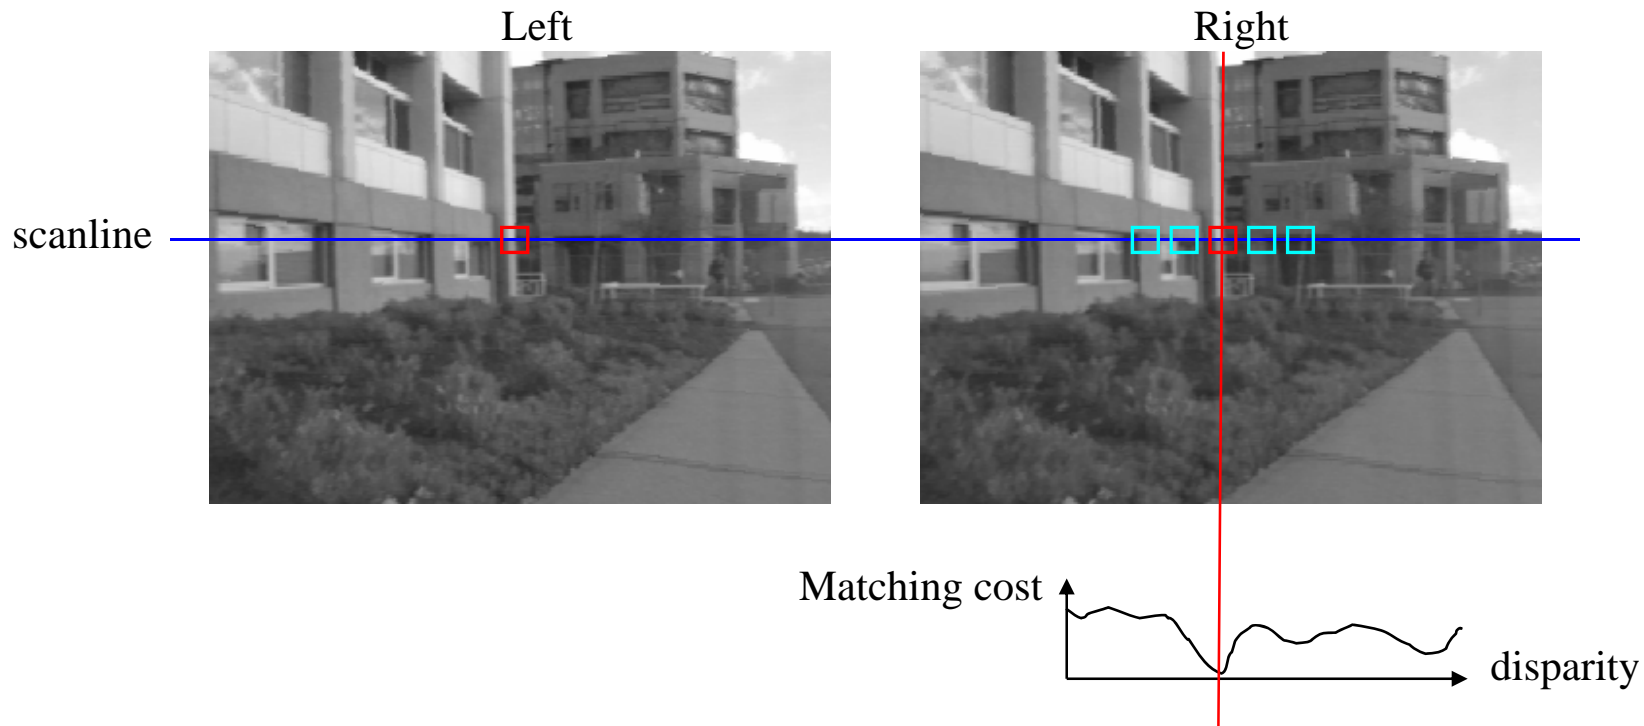 Left
Right
scanline
Matching cost
disparity